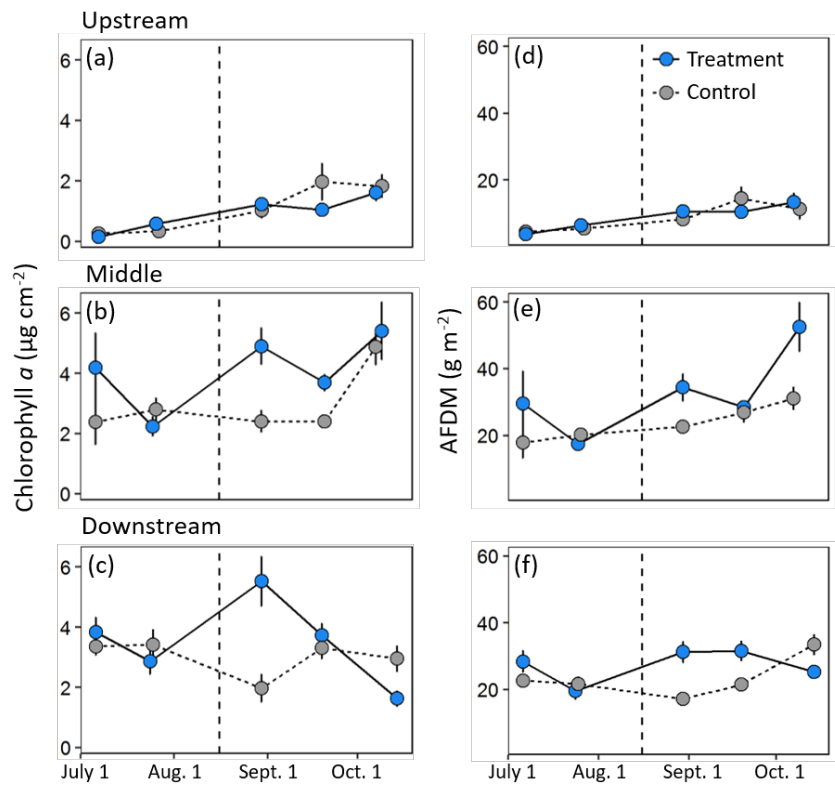 Upstream
(a)
6
4
2
0
(d)
60
40
20
Treatment
Control
Middle
(b)
6
4
2
0
(e)
60
40
20
Downstream
(c)
6
4
2
0
July 1 Aug. 1 Sept. 1 Oct. 1
(f)
60
40
20
July 1 Aug. 1 Sept. 1 Oct. 1
Chlorophyll a (µg cm⁻²)
AFDM (g m⁻²)